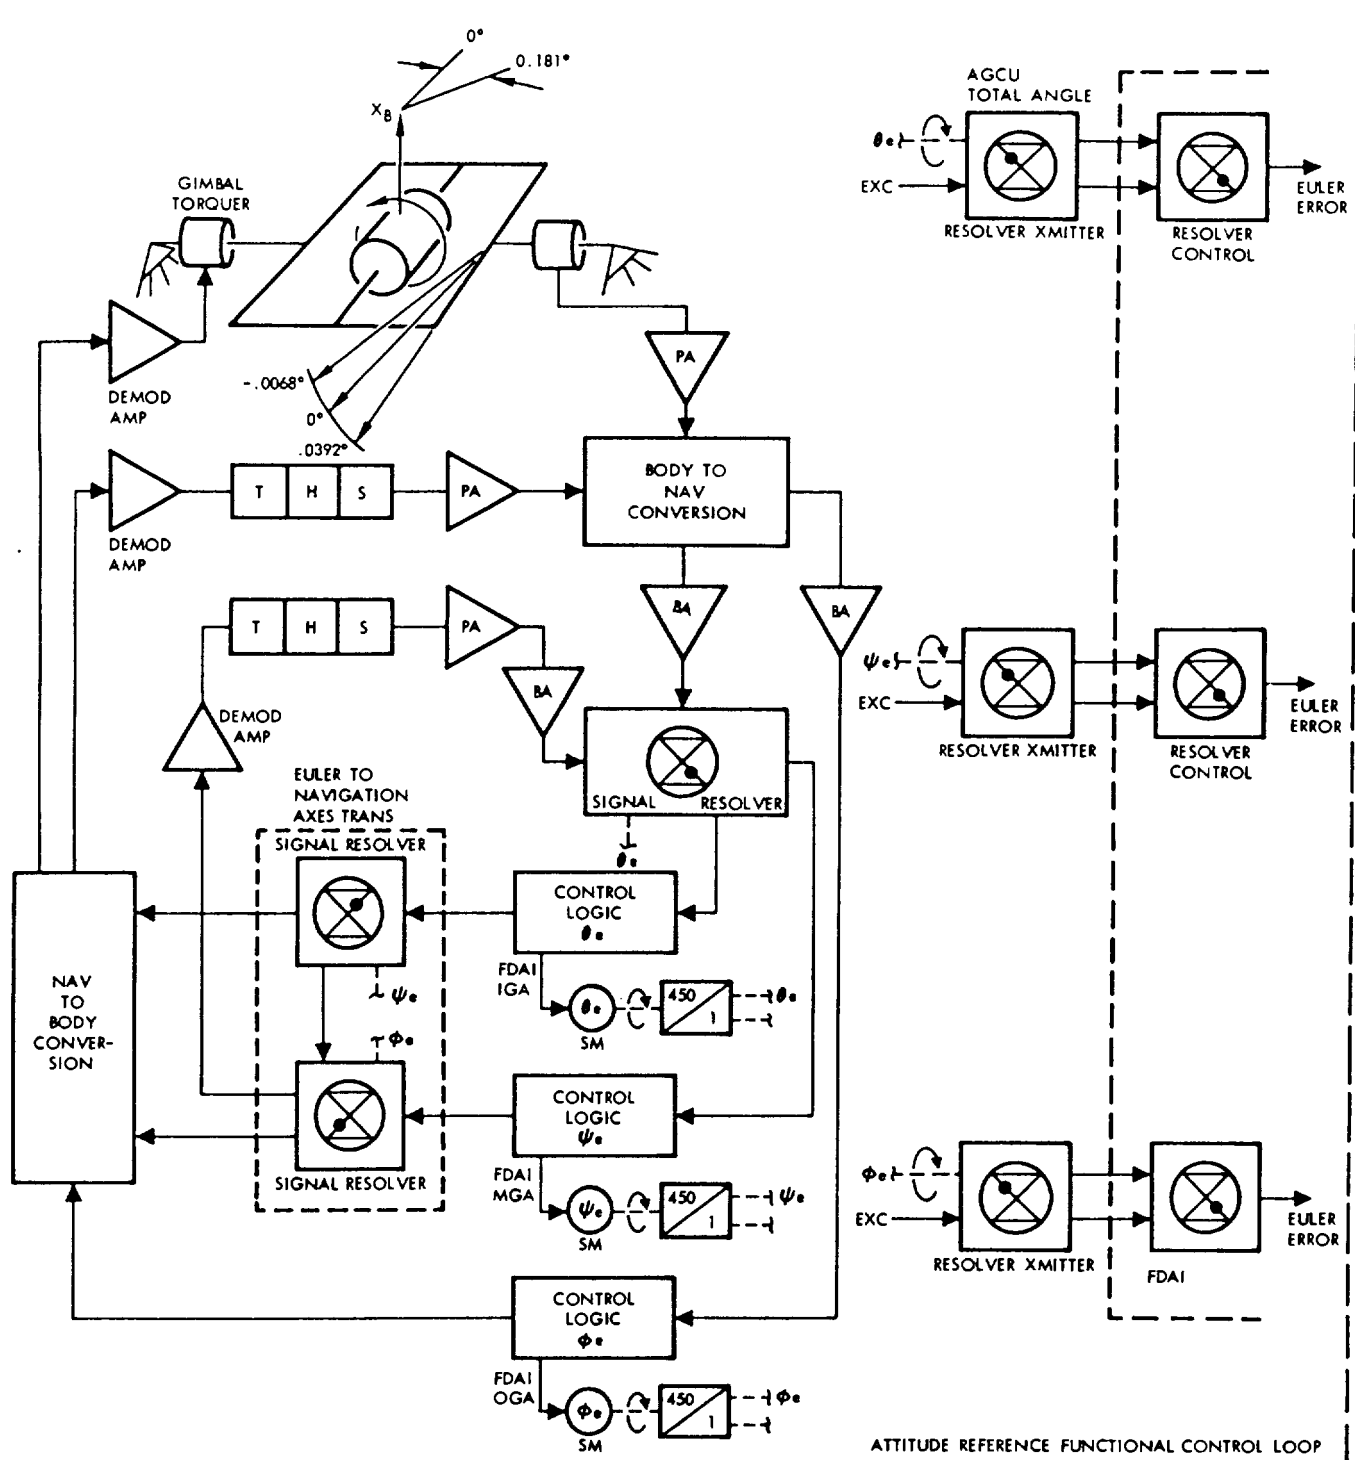 0°
0.181°
X_B
GIMBAL
TORQUER
DEMOD
AMP
-.0068°
0°
.0392°
PA
DEMOD
AMP
T H S
PA
BODY TO
NAV
CONVERSION
BA
BA
T H S
PA
BA
DEMOD
AMP
SIGNAL RESOLVER
θe
EULER TO
NAVIGATION
AXES TRANS
SIGNAL RESOLVER
ψe
ϕe
SIGNAL RESOLVER
NAV
TO
BODY
CONVER-
SION
CONTROL
LOGIC
θe
FDAI
IGA
θe
SM
450
1
θe
CONTROL
LOGIC
ψe
FDAI
MGA
ψe
SM
450
1
ψe
CONTROL
LOGIC
ϕe
FDAI
OGA
ϕe
SM
450
1
ϕe
AGCU
TOTAL ANGLE
θe
EXC
RESOLVER XMITTER
RESOLVER
CONTROL
EULER
ERROR
ψe
EXC
RESOLVER XMITTER
RESOLVER
CONTROL
EULER
ERROR
ϕe
EXC
RESOLVER XMITTER
FDAI
EULER
ERROR
ATTITUDE REFERENCE FUNCTIONAL CONTROL LOOP